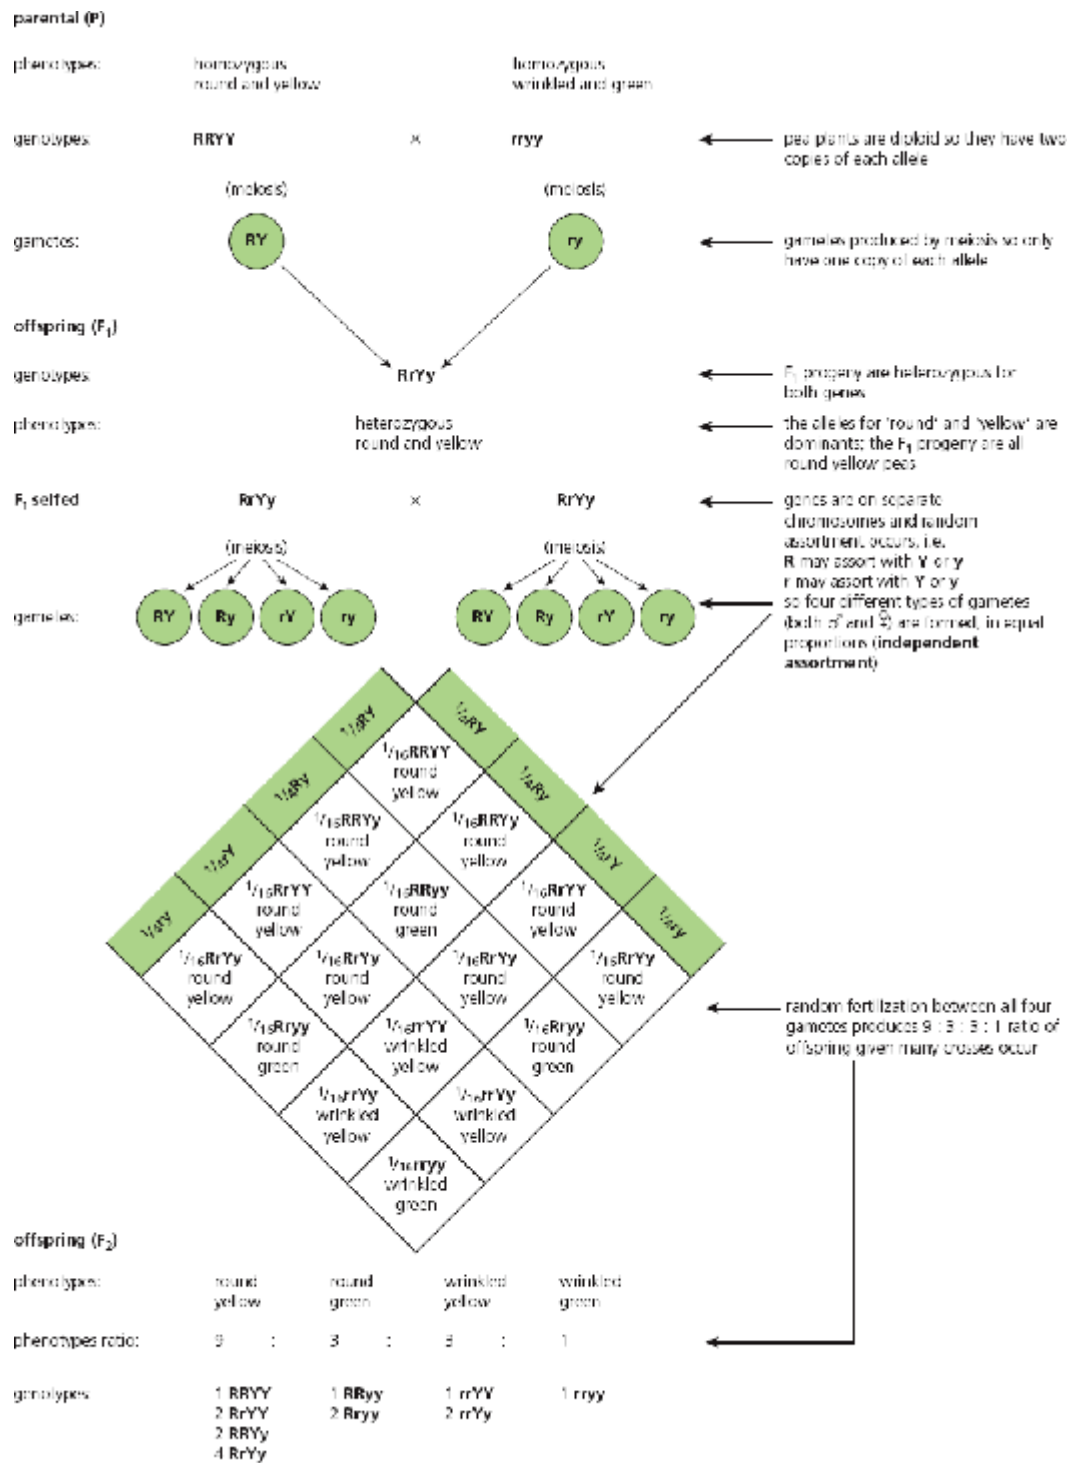 parental (P)
phenotypes:
homozygous
round and yellow
homozygous
wrinkled and green
genotypes:
RRYY
×
rryy
pea plants are diploid so they have two
copies of each allele
(meiosis)
(meiosis)
gametes:
RY
ry
gametes produced by meiosis so only
have one copy of each allele
offspring (F1)
genotypes:
RrYy
F1 progeny are heterozygous for
both genes
phenotypes:
heterozygous
round and yellow
the alleles for 'round' and 'yellow' are
dominants; the F1 progeny are all
round yellow peas
F1 selfed
RrYy
×
RrYy
genes are on separate
chromosomes and random
assortment occurs, i.e.
R may assort with Y or y
r may assort with Y or y
so four different types of gametes
(both ♂ and ♀) are formed, in equal
proportions (independent
assortment)
(meiosis)
(meiosis)
gametes:
RY
Ry
rY
ry
RY
Ry
rY
ry
1/4RY
1/4RY
1/4Ry
1/4Ry
1/4rY
1/4rY
1/4ry
1/4ry
1/16RRYY
round
yellow
1/16RRYy
round
yellow
1/16RRYy
round
yellow
1/16RrYY
round
yellow
1/16RRyy
round
green
1/16RrYY
round
yellow
1/16RrYy
round
yellow
1/16RrYy
round
yellow
1/16RrYy
round
yellow
1/16RrYy
round
yellow
1/16Rryy
round
green
1/16rrYY
wrinkled
yellow
1/16Rryy
round
green
1/16rrYy
wrinkled
yellow
1/16rrYy
wrinkled
yellow
1/16rryy
wrinkled
green
random fertilization between all four
gametes produces 9 : 3 : 3 : 1 ratio of
offspring given many crosses occur
offspring (F2)
phenotypes:
round
yellow
round
green
wrinkled
yellow
wrinkled
green
phenotypes ratio:
9 : 3 : 3 : 1
genotypes
1 RRYY
2 RrYY
2 RRYy
4 RrYy
1 RRyy
2 Rryy
1 rrYY
2 rrYy
1 rryy